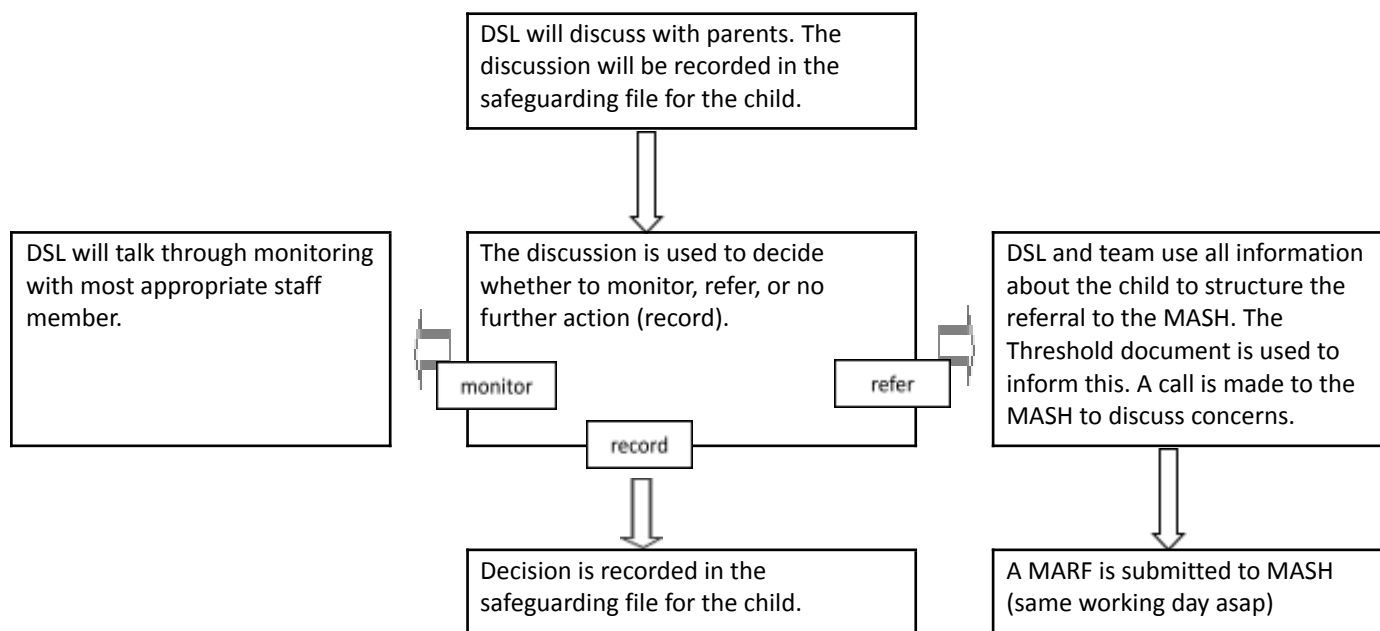 DSL will discuss with parents. The
discussion will be recorded in the
safeguarding file for the child.
DSL will talk through monitoring
with most appropriate staff
member.
The discussion is used to decide
whether to monitor, refer, or no
further action (record).
monitor
refer
record
DSL and team use all information
about the child to structure the
referral to the MASH. The
Threshold document is used to
inform this. A call is made to the
MASH to discuss concerns.
Decision is recorded in the
safeguarding file for the child.
A MARF is submitted to MASH
(same working day asap)